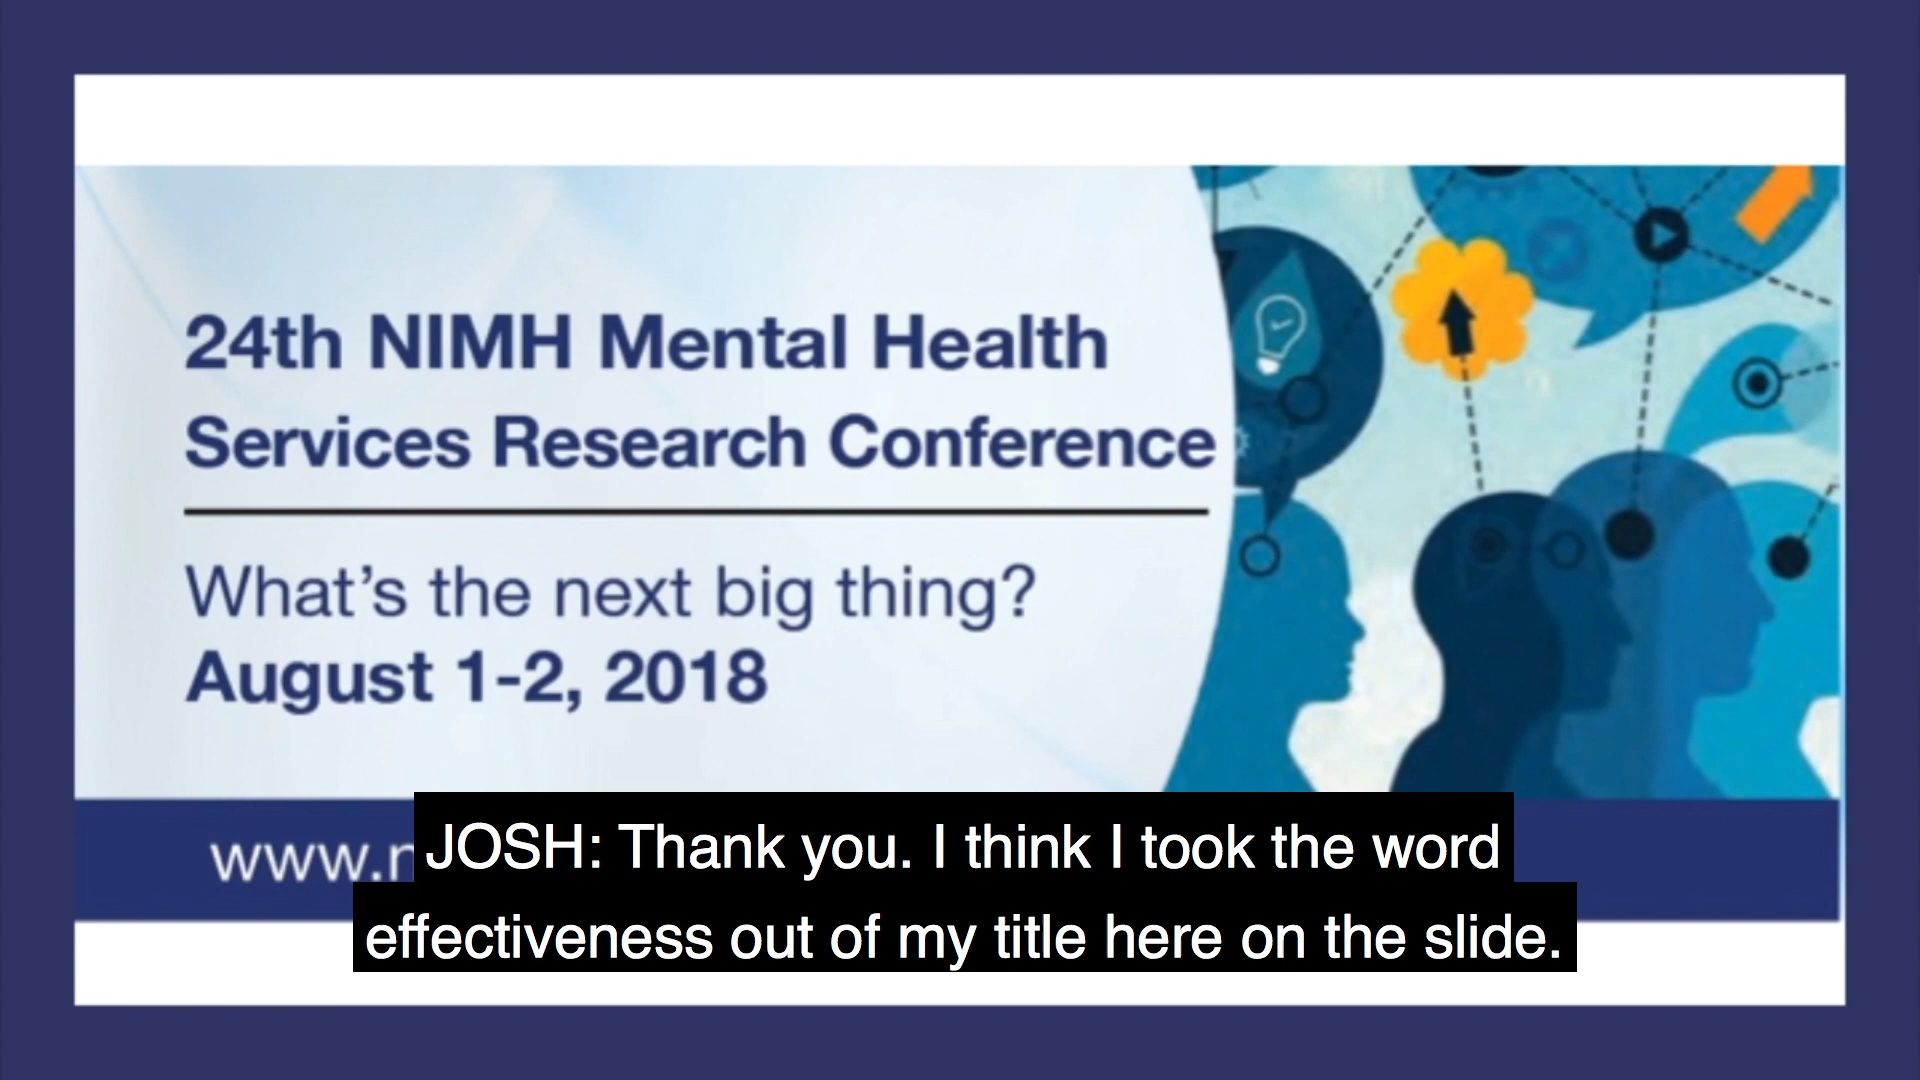 24th NIMH Mental Health
Services Research Conference
What's the next big thing?
August 1-2, 2018
JOSH: Thank you. I think I took the word
effectiveness out of my title here on the slide.